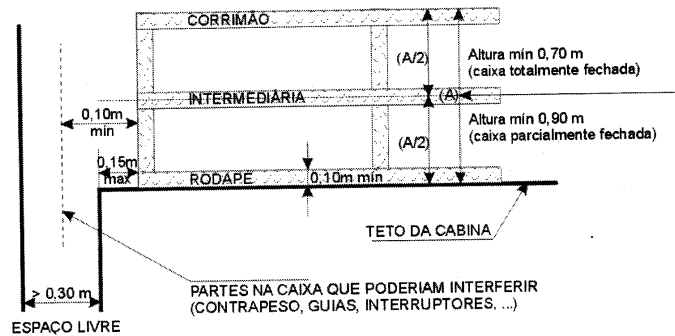 CORRIMÃO
(A/2)
Altura mín 0,70 m
(caixa totalmente fechada)
INTERMEDIÁRIA
(A)
0,10m
min
Altura mín 0,90 m
(caixa parcialmente fechada)
(A/2)
0,15m
max
RODAPÉ
0,10m min
TETO DA CABINA
> 0,30 m
PARTES NA CAIXA QUE PODERIAM INTERFERIR
(CONTRAPESO, GUIAS, INTERRUPTORES, ...)
ESPAÇO LIVRE